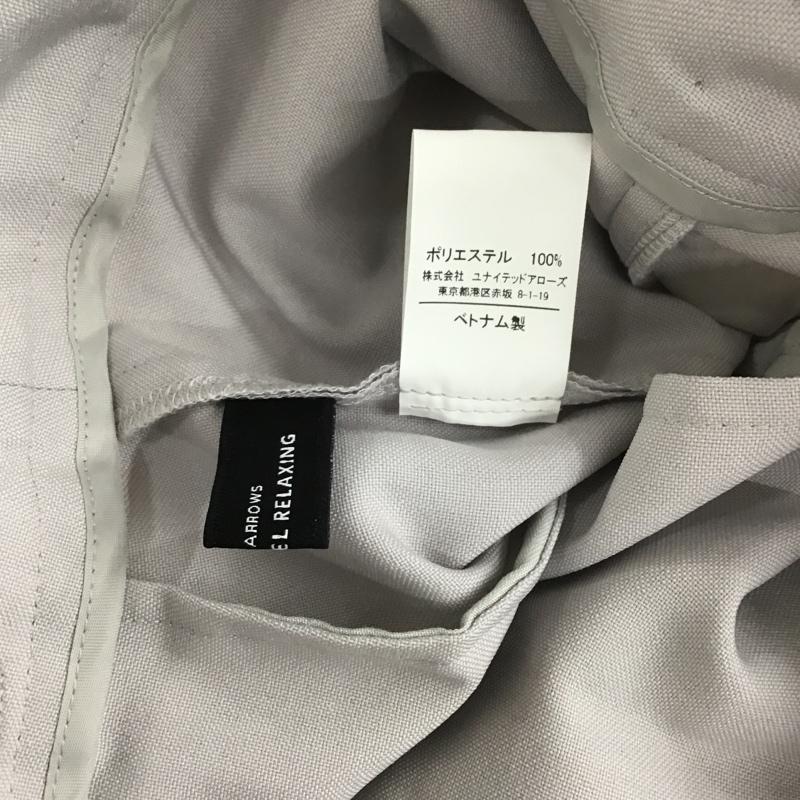 ポリエステル 100%
株式会社 ユナイテッドアローズ
東京都港区赤坂 8-1-19
ベトナム製
ARROWS
EL RELAXING